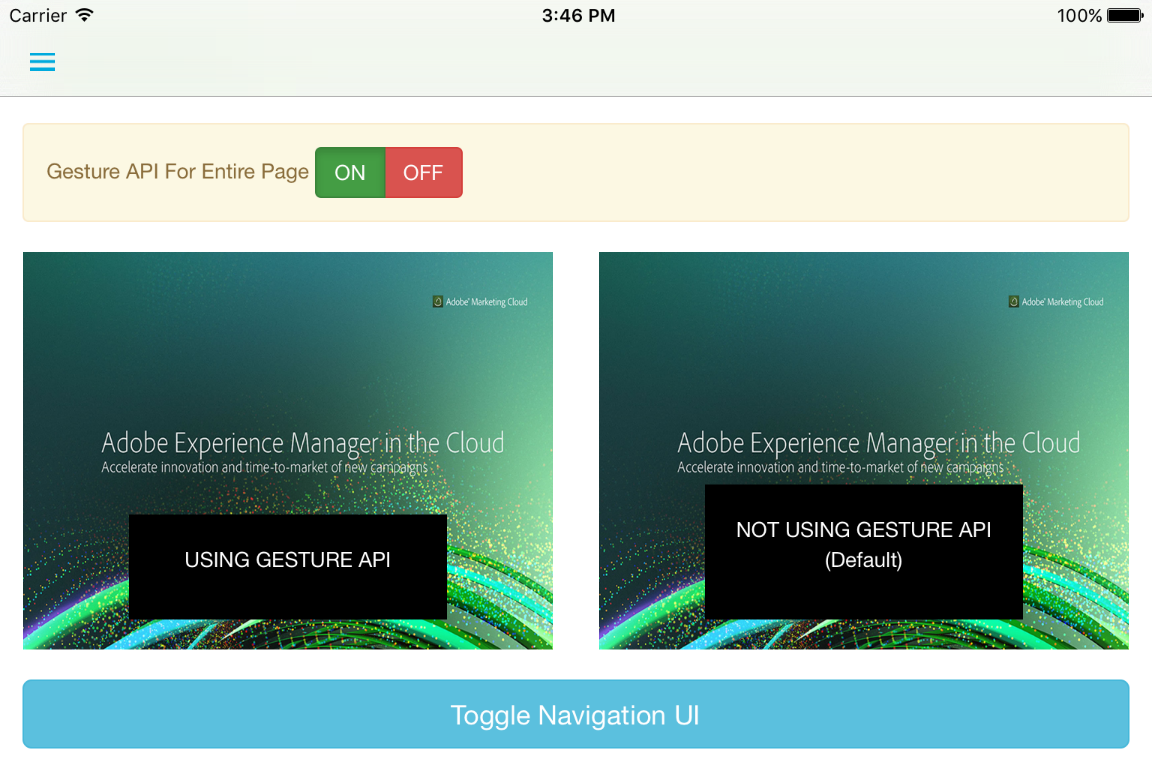 Carrier 3:46 PM 100%
Gesture API For Entire Page ON OFF
Adobe® Marketing Cloud
Adobe Experience Manager in the Cloud
Accelerate innovation and time-to-market of new campaigns
USING GESTURE API
Adobe® Marketing Cloud
Adobe Experience Manager in the Cloud
Accelerate innovation and time-to-market of new campaigns
NOT USING GESTURE API
(Default)
Toggle Navigation UI